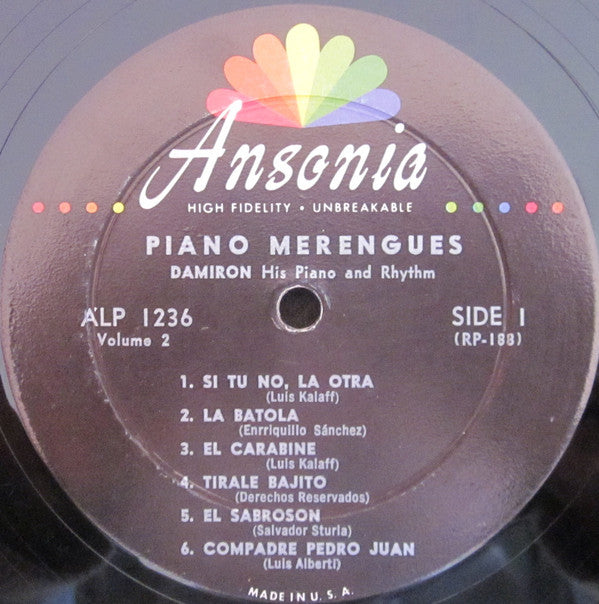 Ansonia
HIGH FIDELITY • UNBREAKABLE
PIANO MERENGUES
DAMIRON His Piano and Rhythm
ALP 1236
Volume 2
SIDE 1
(RP-188)
1. SI TU NO, LA OTRA
(Luis Kalaff)
2. LA BATOLA
(Enrriquillo Sánchez)
3. EL CARABINE
(Luis Kalaff)
4. TIRALE BAJITO
(Derechos Reservados)
5. EL SABROSON
(Salvador Sturla)
6. COMPADRE PEDRO JUAN
(Luis Alberti)
MADE IN U. S. A.